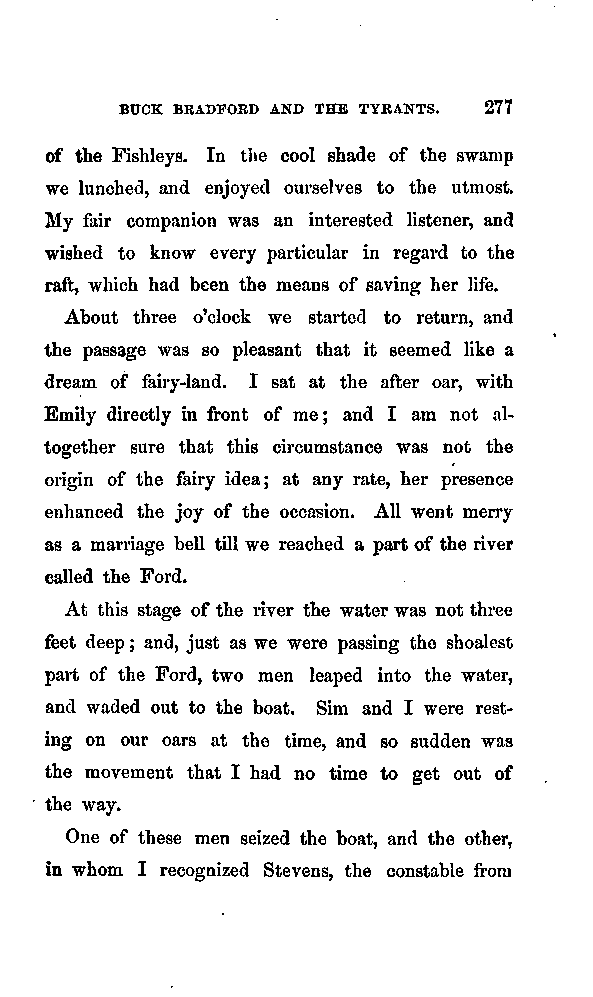 BUCK BRADFORD AND THE TYRANTS. 277
of the Fishleys. In the cool shade of the swamp
we lunched, and enjoyed ourselves to the utmost.
My fair companion was an interested listener, and
wished to know every particular in regard to the
raft, which had been the means of saving her life.
About three o'clock we started to return, and
the passage was so pleasant that it seemed like a
dream of fairy-land. I sat at the after oar, with
Emily directly in front of me; and I am not al-
together sure that this circumstance was not the
origin of the fairy idea; at any rate, her presence
enhanced the joy of the occasion. All went merry
as a marriage bell till we reached a part of the river
called the Ford.
At this stage of the river the water was not three
feet deep; and, just as we were passing the shoalest
part of the Ford, two men leaped into the water,
and waded out to the boat. Sim and I were rest-
ing on our oars at the time, and so sudden was
the movement that I had no time to get out of
the way.
One of these men seized the boat, and the other,
in whom I recognized Stevens, the constable from